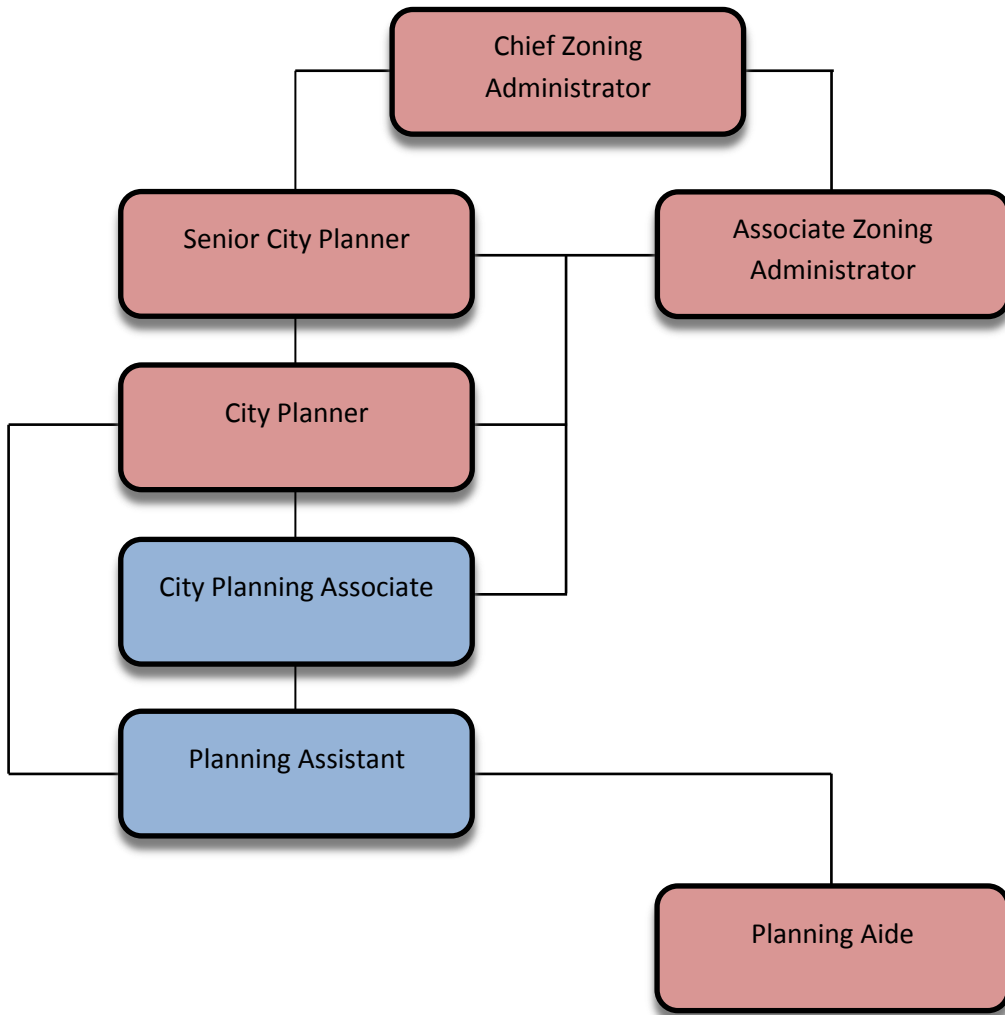 Chief Zoning
Administrator
Senior City Planner
Associate Zoning
Administrator
City Planner
City Planning Associate
Planning Assistant
Planning Aide